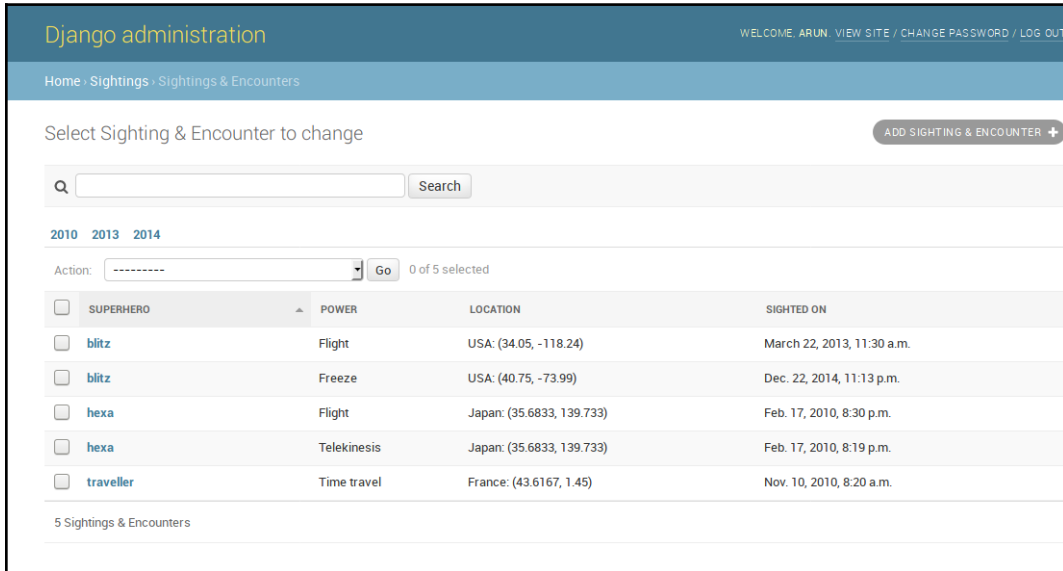 Django administration
WELCOME, ARUN. VIEW SITE / CHANGE PASSWORD / LOG OUT
Home › Sightings › Sightings & Encounters
Select Sighting & Encounter to change
ADD SIGHTING & ENCOUNTER +
Search
2010 2013 2014
Action: --------- Go 0 of 5 selected
SUPERHERO POWER LOCATION SIGHTED ON
blitz Flight USA: (34.05, -118.24) March 22, 2013, 11:30 a.m.
blitz Freeze USA: (40.75, -73.99) Dec. 22, 2014, 11:13 p.m.
hexa Flight Japan: (35.6833, 139.733) Feb. 17, 2010, 8:30 p.m.
hexa Telekinesis Japan: (35.6833, 139.733) Feb. 17, 2010, 8:19 p.m.
traveller Time travel France: (43.6167, 1.45) Nov. 10, 2010, 8:20 a.m.
5 Sightings & Encounters